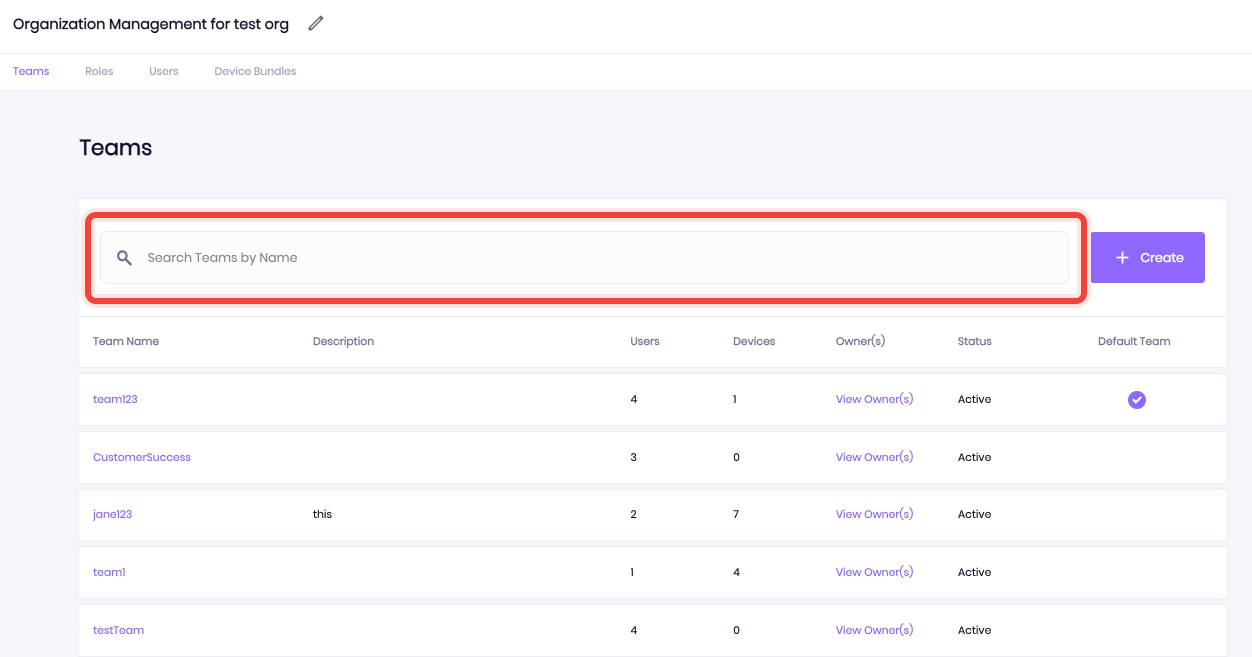 Organization Management for test org
Teams Roles Users Device Bundles
Teams
Search Teams by Name
+ Create
Team Name Description Users Devices Owner(s) Status Default Team
team123 4 1 View Owner(s) Active
CustomerSuccess 3 0 View Owner(s) Active
jane123 this 2 7 View Owner(s) Active
team1 1 4 View Owner(s) Active
testTeam 4 0 View Owner(s) Active